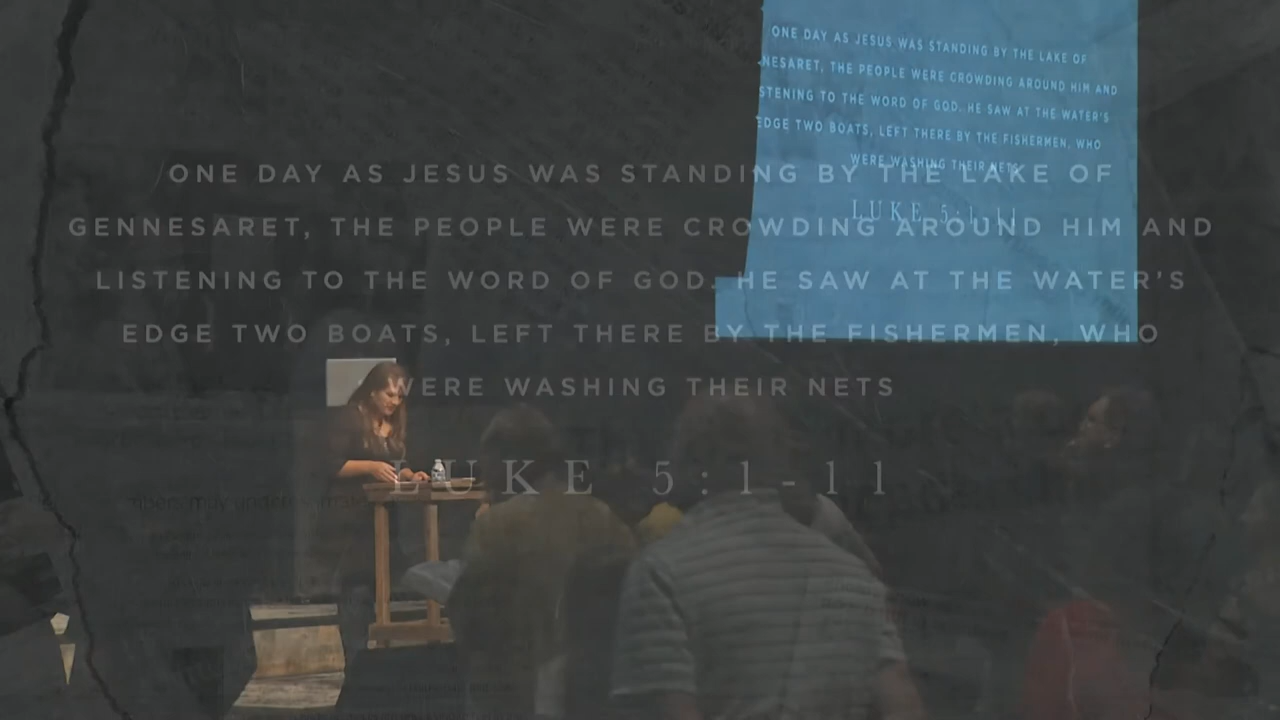 ONE DAY AS JESUS WAS STANDING BY THE LAKE OF
NESARET, THE PEOPLE WERE CROWDING AROUND HIM AND
STENING TO THE WORD OF GOD. HE SAW AT THE WATER'S
EDGE TWO BOATS, LEFT THERE BY THE FISHERMEN, WHO
WERE WASHING THEIR NETS
LUKE 5:1-11
ONE DAY AS JESUS WAS STANDING BY THE LAKE OF
GENNESARET, THE PEOPLE WERE CROWDING AROUND HIM AND
LISTENING TO THE WORD OF GOD. HE SAW AT THE WATER'S
EDGE TWO BOATS, LEFT THERE BY THE FISHERMEN, WHO
WERE WASHING THEIR NETS
LUKE 5:1-11